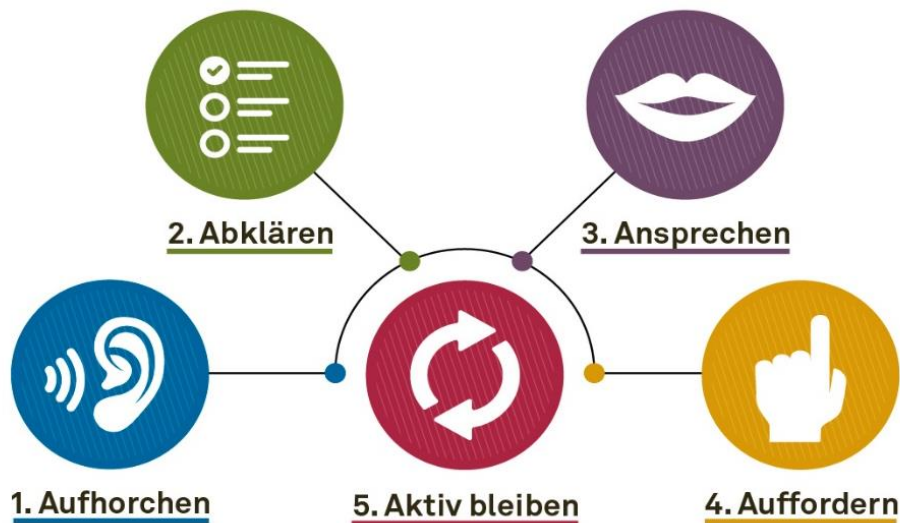 2. Abklären
3. Ansprechen
1. Aufhorchen
5. Aktiv bleiben
4. Auffordern